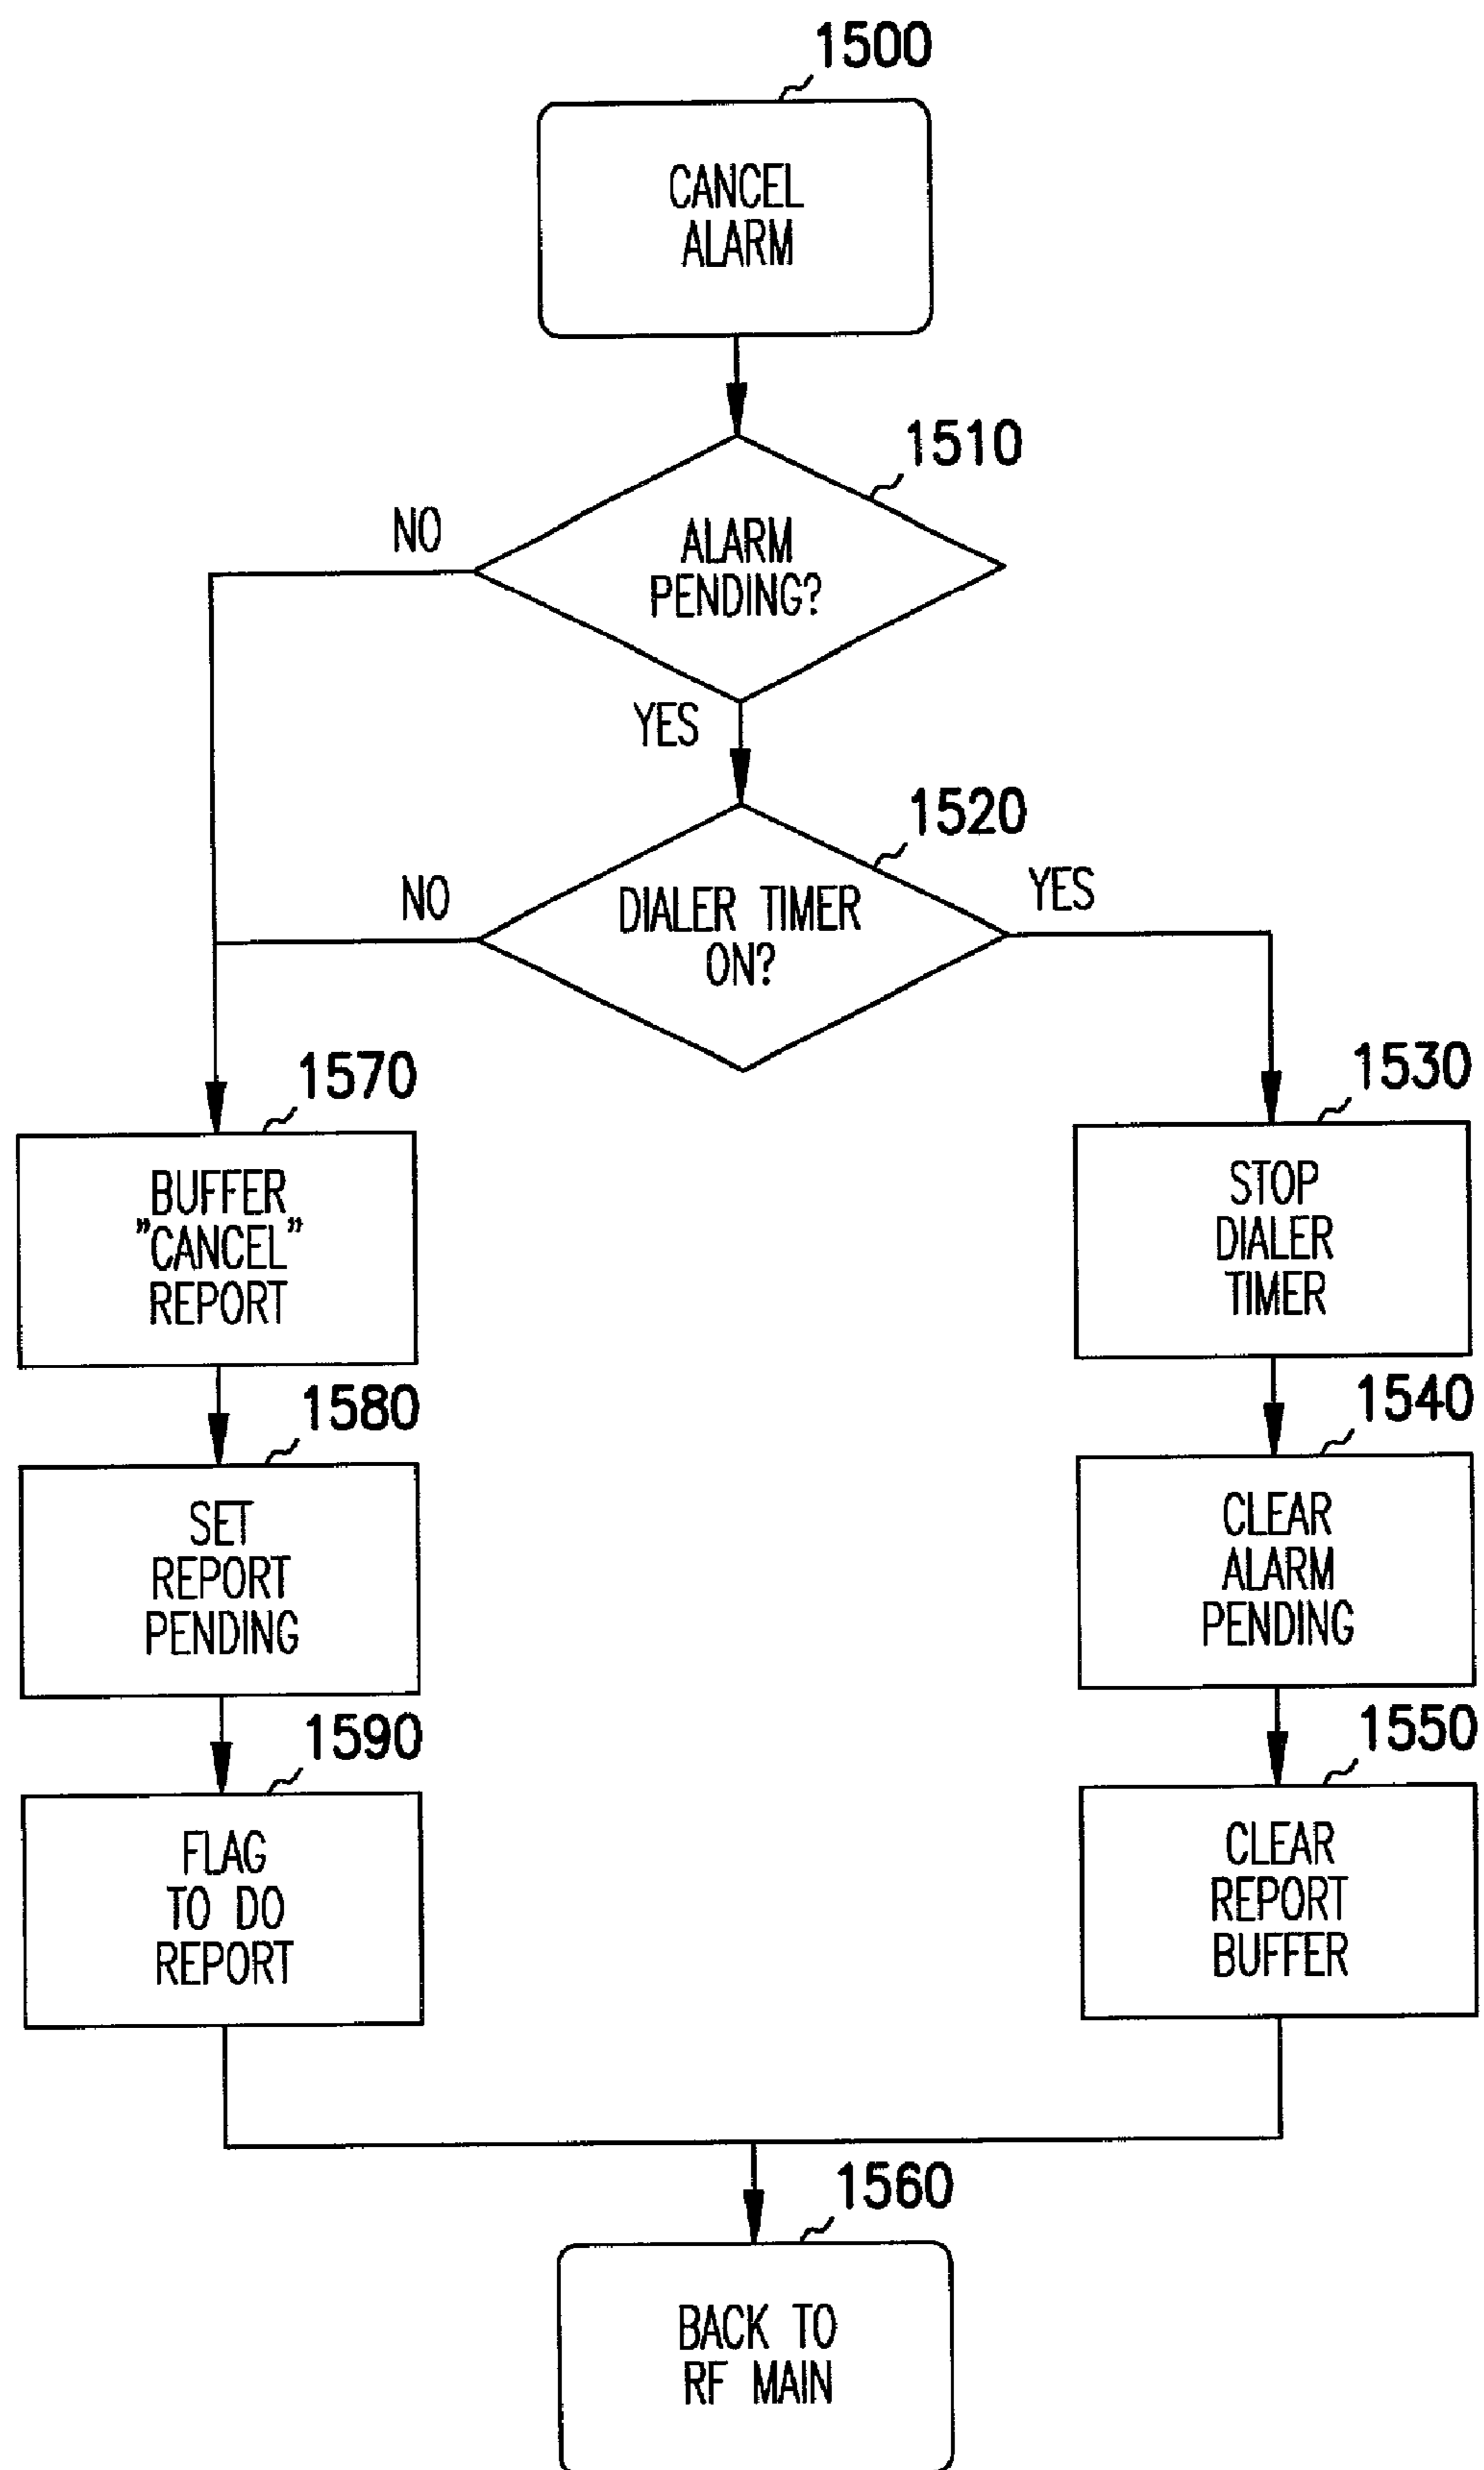 1500
CANCEL
ALARM
1510
NO
ALARM
PENDING?
YES
1520
NO
DIALER TIMER
ON?
YES
1570
BUFFER
"CANCEL"
REPORT
1530
STOP
DIALER
TIMER
1580
SET
REPORT
PENDING
1540
CLEAR
ALARM
PENDING
1590
FLAG
TO DO
REPORT
1550
CLEAR
REPORT
BUFFER
1560
BACK TO
RF MAIN